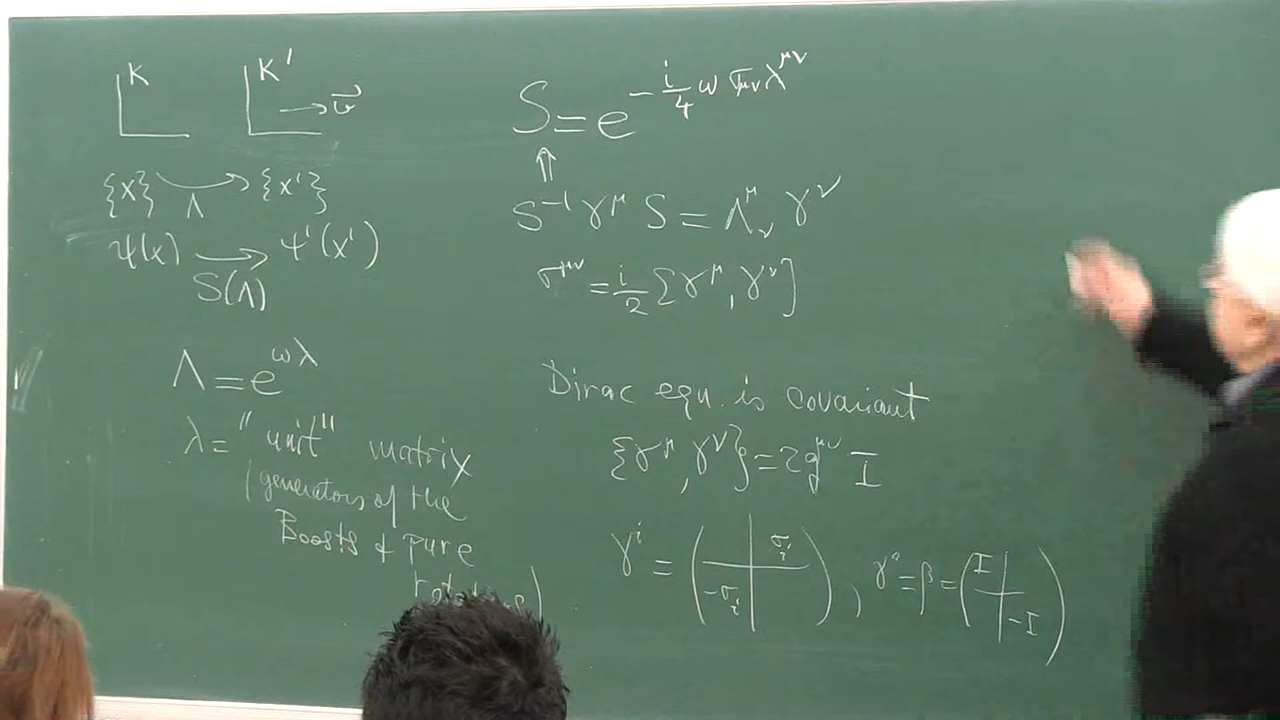 K K' → v⃗
{x} → {x'}
Λ
ψ(x) → ψ'(x')
S(Λ)
Λ = e^{ωλ}
λ = "unit" matrix
(generators of the
Boosts & pure
S = e^{-i/4 ω σ_{μν} λ^{μν}}
⇑
S⁻¹ γ^μ S = Λ^μ_ν γ^ν
σ^{μν} = i/2 [γ^μ, γ^ν]
Dirac equ. is covariant
{γ^μ, γ^ν} = 2g^{μν} I
γ^i = ( | σ_i / -σ_i | ), γ^0 = β = ( I | / | -I )